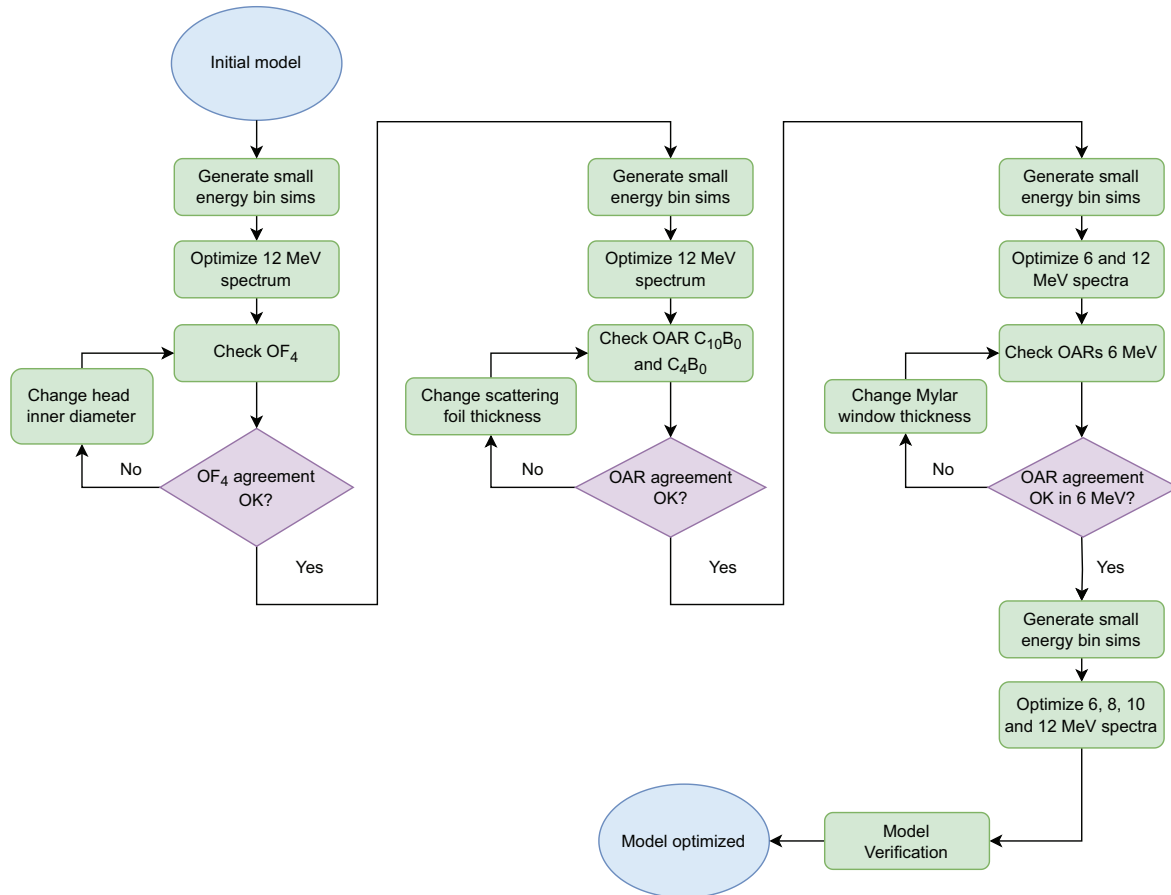 Initial model
Generate small
energy bin sims
Optimize 12 MeV
spectrum
Check OF₄
Change head
inner diameter
No
OF₄ agreement
OK?
Yes
Generate small
energy bin sims
Optimize 12 MeV
spectrum
Check OAR C₁₀B₀
and C₄B₀
Change scattering
foil thickness
No
OAR agreement
OK?
Yes
Generate small
energy bin sims
Optimize 6 and 12
MeV spectra
Check OARs 6 MeV
Change Mylar
window thickness
No
OAR agreement
OK in 6 MeV?
Yes
Generate small
energy bin sims
Optimize 6, 8, 10
and 12 MeV spectra
Model
Verification
Model optimized